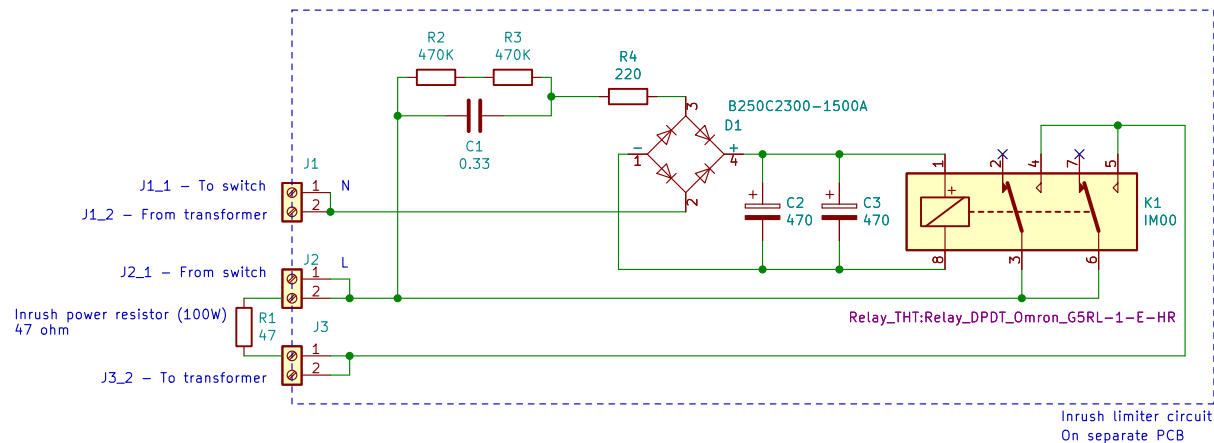 R2
470K
R3
470K
R4
220
C1
0.33
B250C2300-1500A
D1
3
−
1
+
4
2
J1
J1_1 – To switch
1
N
J1_2 – From transformer
2
J2
L
J2_1 – From switch
1
2
Inrush power resistor (100W)
47 ohm
R1
47
J3
1
2
J3_2 – To transformer
+
C2
470
+
C3
470
1
2
4
7
5
+
K1
IM00
8
3
6
Relay_THT:Relay_DPDT_Omron_G5RL-1-E-HR
Inrush limiter circuit
On separate PCB